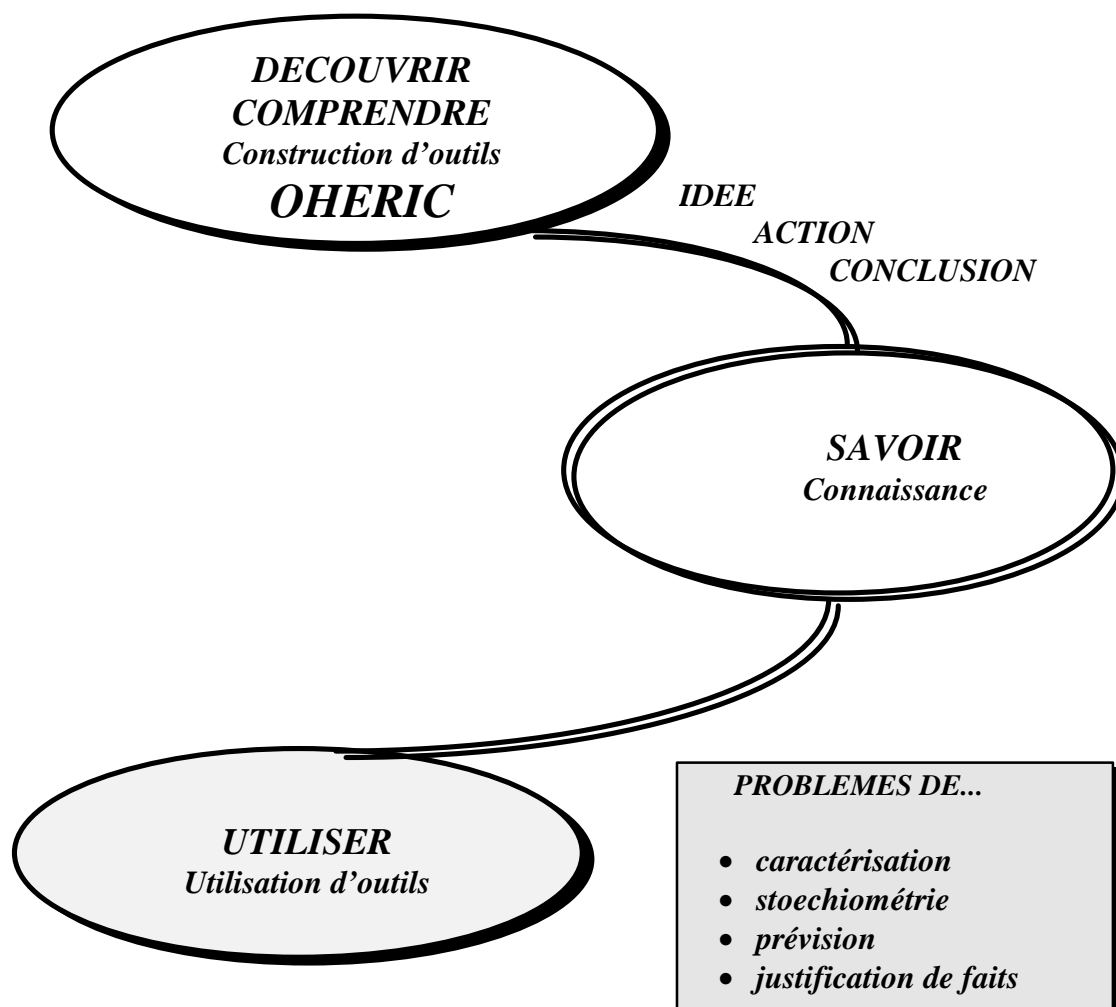 DECOUVRIR
COMPRENDRE
Construction d'outils
OHERIC
IDEE
ACTION
CONCLUSION
SAVOIR
Connaissance
UTILISER
Utilisation d'outils
PROBLEMES DE...
• caractérisation
• stoechiométrie
• prévision
• justification de faits